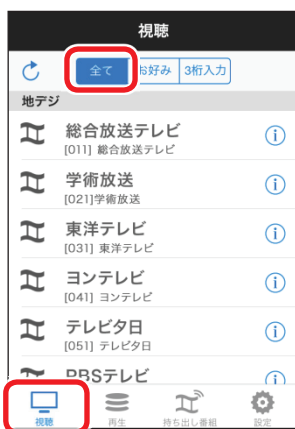 視聴
全て お好み 3桁入力
地デジ
総合放送テレビ
[011] 総合放送テレビ
学術放送
[021]学術放送
東洋テレビ
[031] 東洋テレビ
ヨンテレビ
[041] ヨンテレビ
テレビタ日
[051] テレビタ日
PBSテレビ
視聴 再生 持ち出し番組 設定